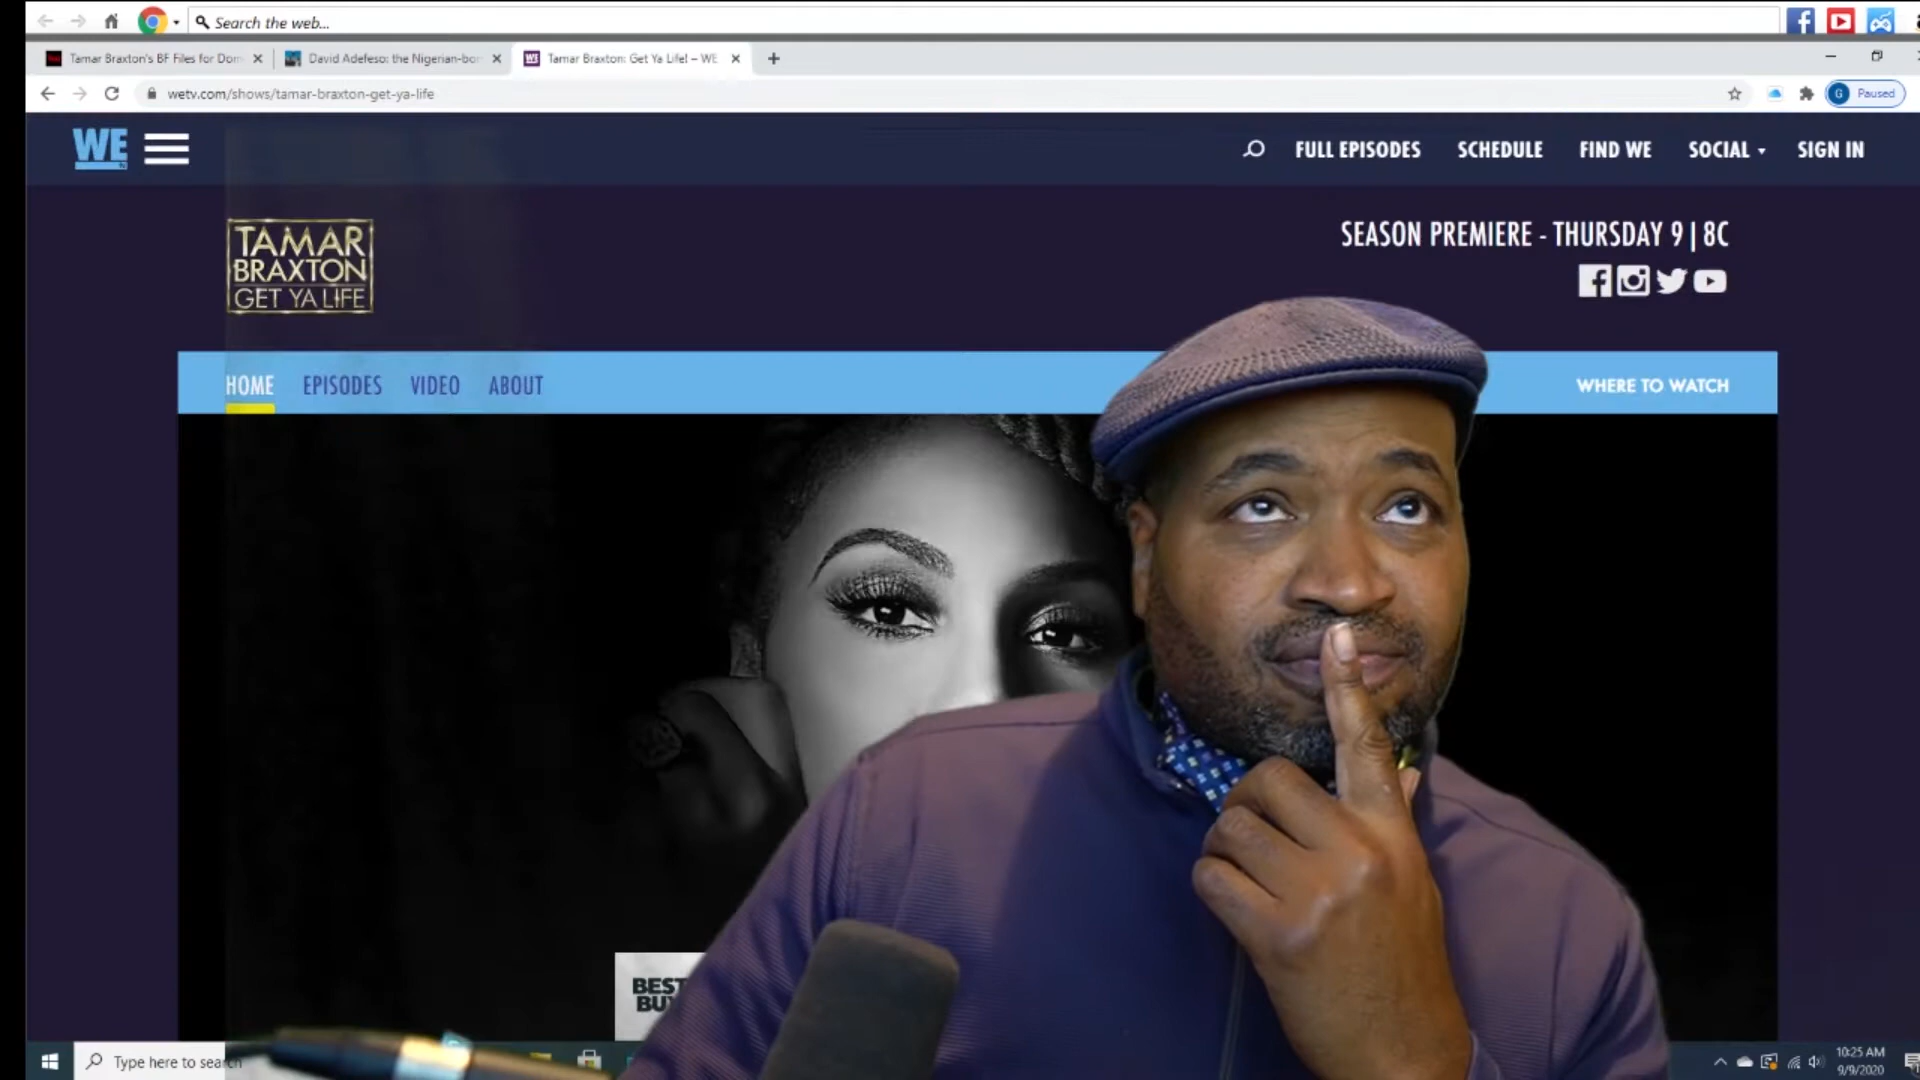 Search the web...
Tamar Braxton's BF Files for Dom
David Adefeso: the Nigerian-bor
Tamar Braxton: Get Ya Life! – WE
wetv.com/shows/tamar-braxton-get-ya-life
G Paused
WE
FULL EPISODES
SCHEDULE
FIND WE
SOCIAL
SIGN IN
TAMAR
BRAXTON
GET YA LIFE
SEASON PREMIERE - THURSDAY 9 | 8C
HOME
EPISODES
VIDEO
ABOUT
WHERE TO WATCH
BEST
BUY
Type here to search
10:25 AM
9/9/2020